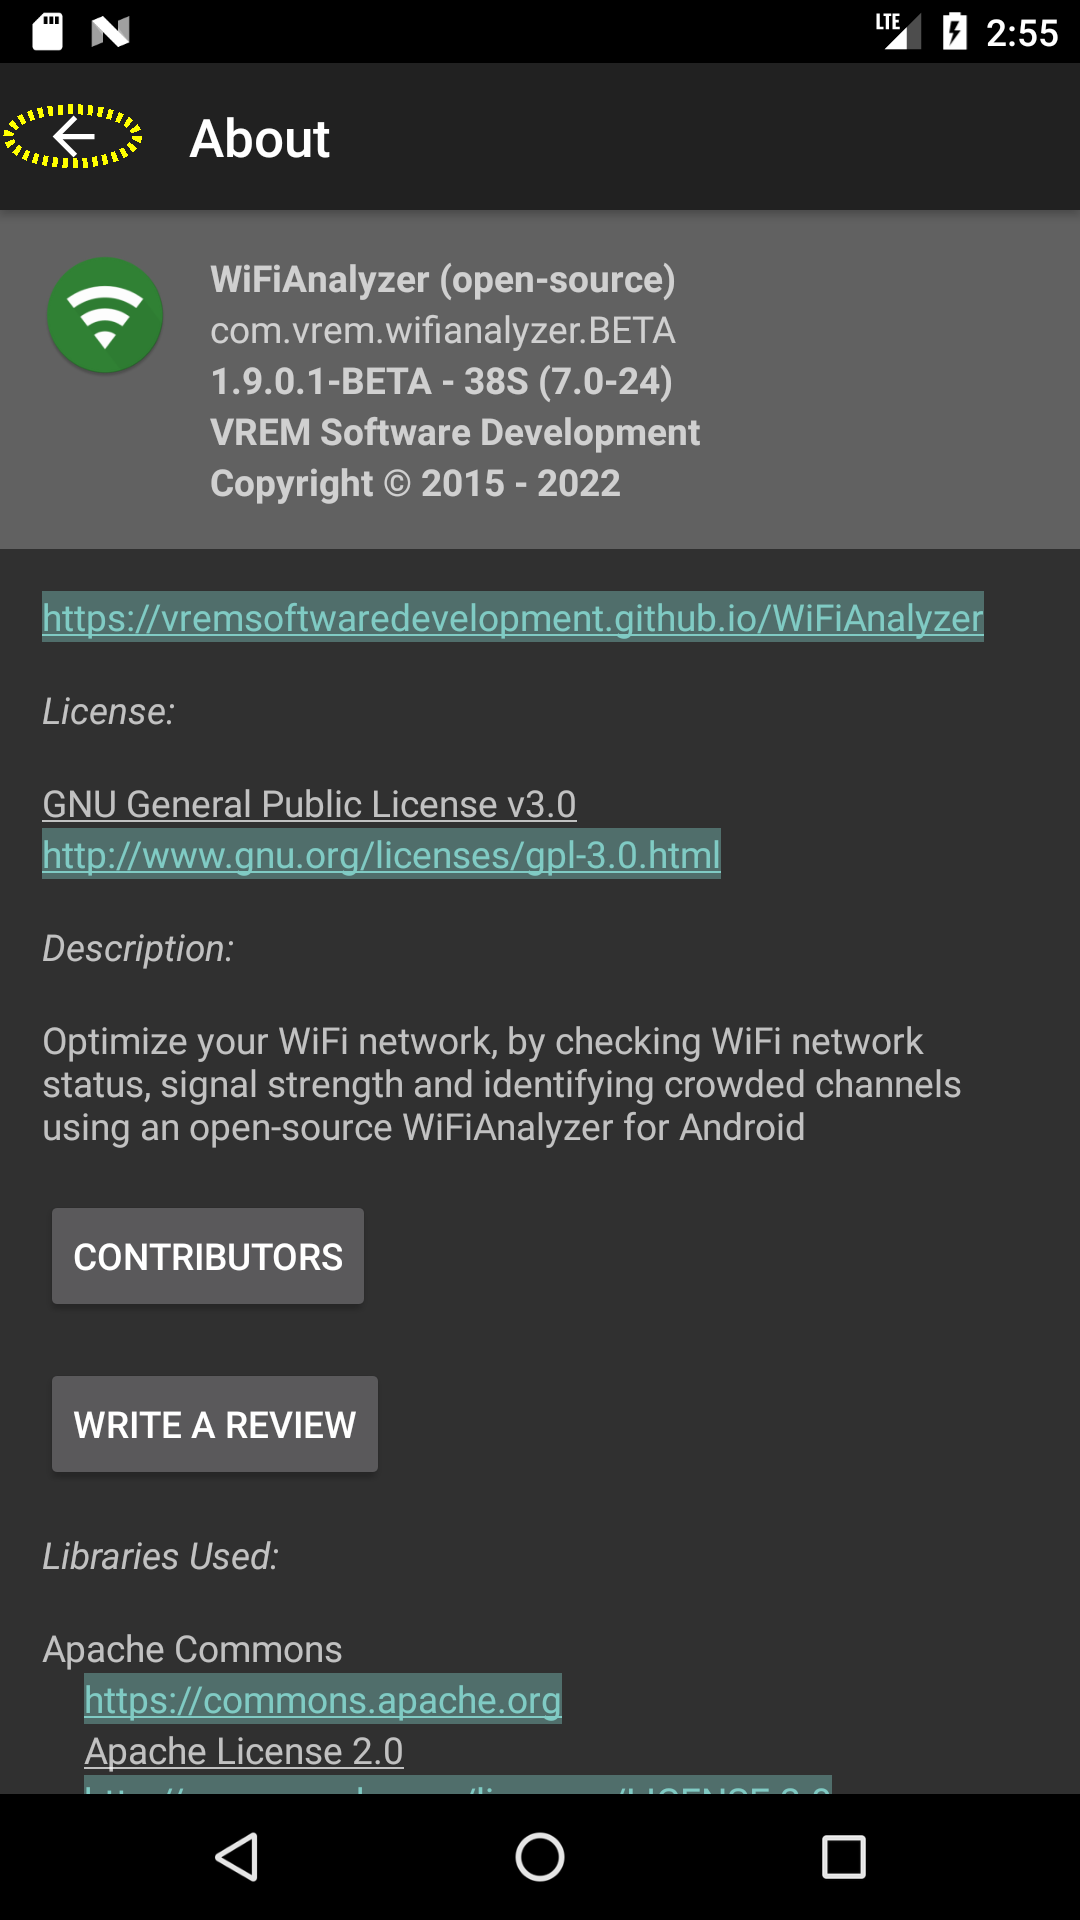 LTE 2:55
About
WiFiAnalyzer (open-source)
com.vrem.wifianalyzer.BETA
1.9.0.1-BETA - 38S (7.0-24)
VREM Software Development
Copyright © 2015 - 2022
https://vremsoftwaredevelopment.github.io/WiFiAnalyzer
License:
GNU General Public License v3.0
http://www.gnu.org/licenses/gpl-3.0.html
Description:
Optimize your WiFi network, by checking WiFi network
status, signal strength and identifying crowded channels
using an open-source WiFiAnalyzer for Android
CONTRIBUTORS
WRITE A REVIEW
Libraries Used:
Apache Commons
https://commons.apache.org
Apache License 2.0